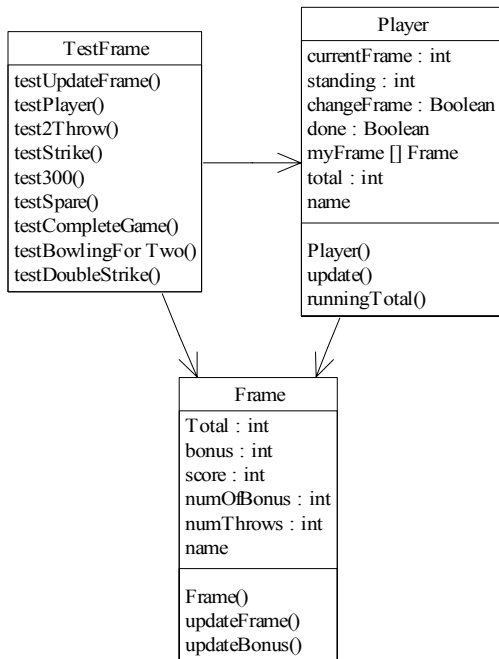 TestFrame
testUpdateFrame()
testPlayer()
test2Throw()
testStrike()
test300()
testSpare()
testCompleteGame()
testBowlingFor Two()
testDoubleStrike()
Player
currentFrame : int
standing : int
changeFrame : Boolean
done : Boolean
myFrame [] Frame
total : int
name
Player()
update()
runningTotal()
Frame
Total : int
bonus : int
score : int
numOfBonus : int
numThrows : int
name
Frame()
updateFrame()
updateBonus()